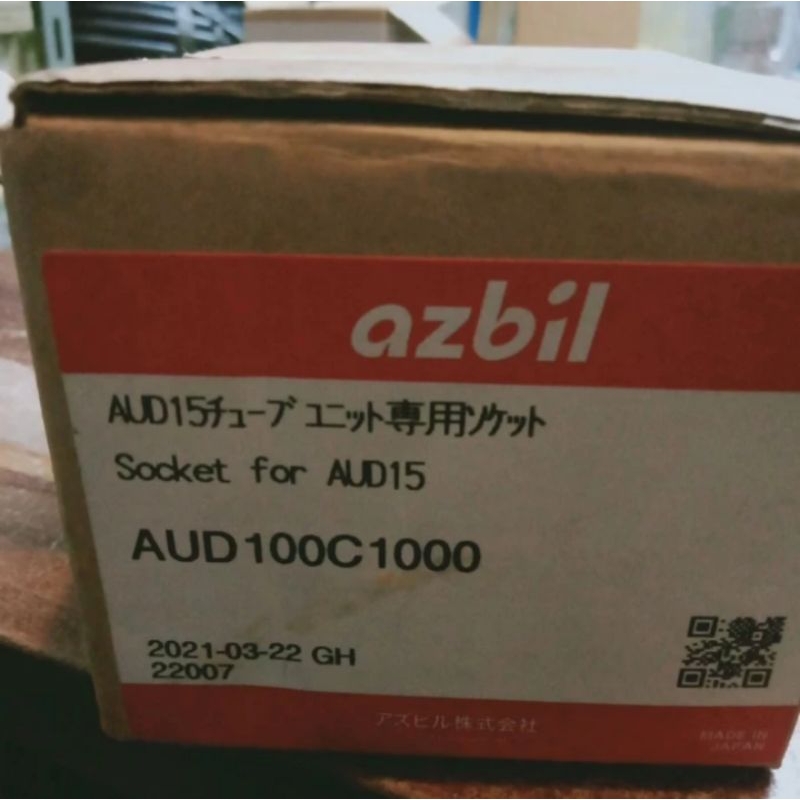 azbil
AUD15ﾁｭｰﾌﾞﾕﾆｯﾄ専用ｿｹｯﾄ
Socket for AUD15
AUD100C1000
2021-03-22 GH
22007
アズビル株式会社
MADE IN
JAPAN